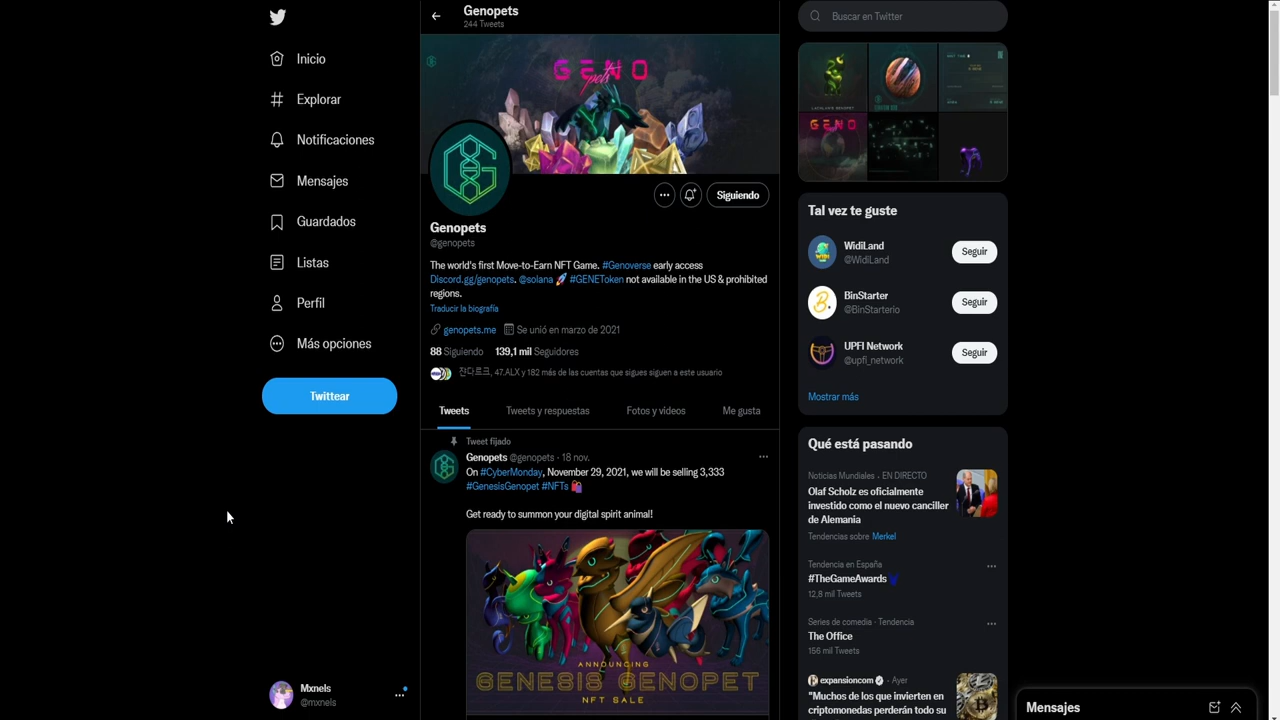 Inicio
Explorar
Notificaciones
Mensajes
Guardados
Listas
Perfil
Más opciones
Twittear
Mxnels
@mxnels
Genopets
244 Tweets
GENO
pets
Siguiendo
Genopets
@genopets
The world's first Move-to-Earn NFT Game. #Genoverse early access
Discord.gg/genopets. @solana 🚀 #GENEToken not available in the US & prohibited
regions.
Traducir la biografía
genopets.me Se unió en marzo de 2021
88 Siguiendo 139,1 mil Seguidores
잔다르크, 47.ALX y 182 más de las cuentas que sigues siguen a este usuario
Tweets Tweets y respuestas Fotos y vídeos Me gusta
Tweet fijado
Genopets @genopets · 18 nov.
On #CyberMonday, November 29, 2021, we will be selling 3,333
#GenesisGenopet #NFTs 🛍️
Get ready to summon your digital spirit animal!
ANNOUNCING
GENESIS GENOPET
NFT SALE
Buscar en Twitter
GENO
Tal vez te guste
WidiLand
@WidiLand
Seguir
BinStarter
@BinStarterio
Seguir
UPFI Network
@upfi_network
Seguir
Mostrar más
Qué está pasando
Noticias Mundiales · EN DIRECTO
Olaf Scholz es oficialmente
investido como el nuevo canciller
de Alemania
Tendencias sobre Merkel
Tendencia en España
#TheGameAwards
12,8 mil Tweets
Series de comedia · Tendencia
The Office
156 mil Tweets
expansioncom · Ayer
"Muchos de los que invierten en
criptomonedas perderán todo su
Mensajes